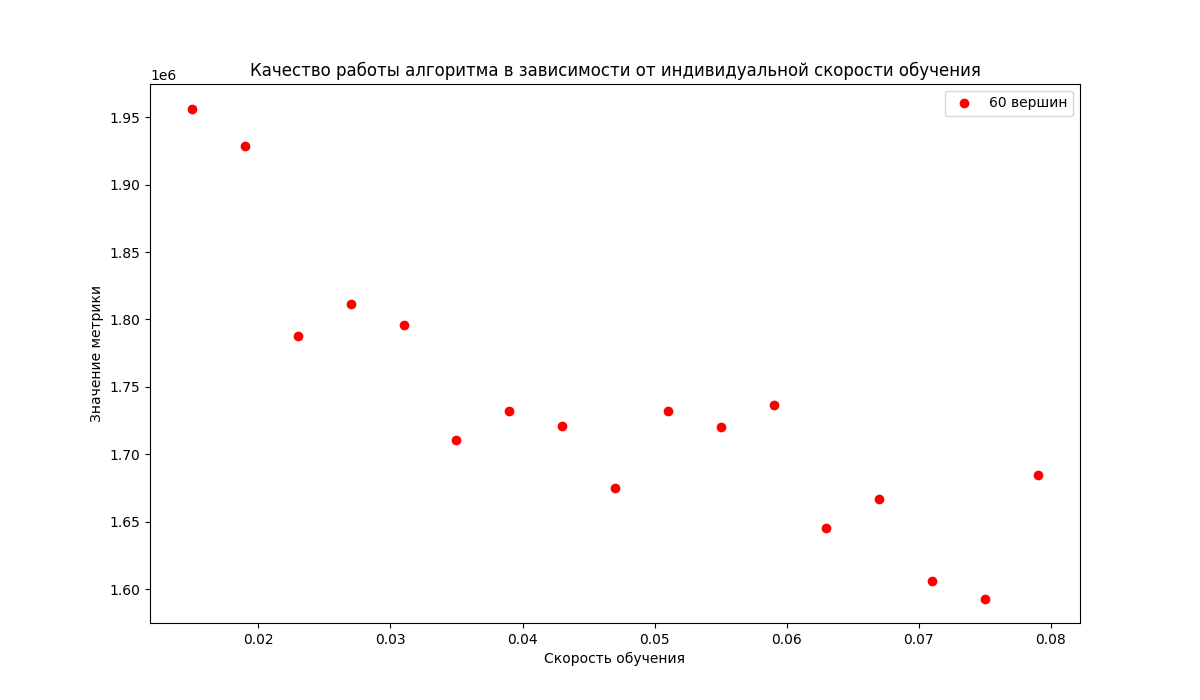 Качество работы алгоритма в зависимости от индивидуальной скорости обучения
1e6
60 вершин
1.95
1.90
1.85
1.80
1.75
1.70
1.65
1.60
Значение метрики
0.02 0.03 0.04 0.05 0.06 0.07 0.08
Скорость обучения